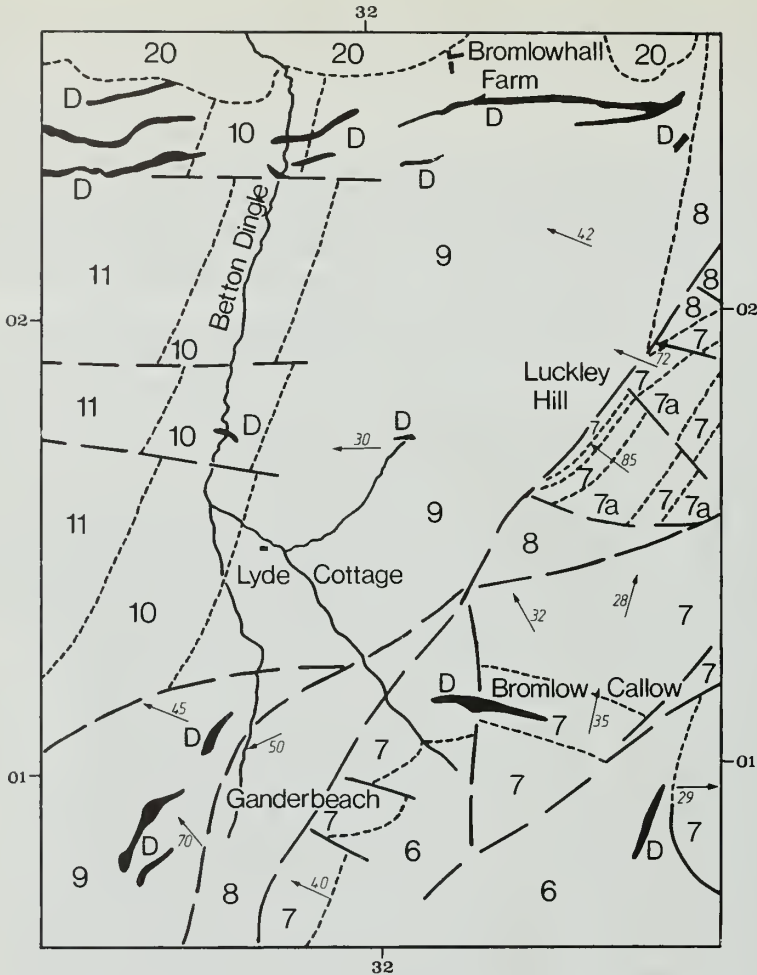 32
20
20
Bromlowhall
Farm
20
D
10
D
D
D
D
D
Betton Dingle
8
42
9
11
8
8
02
02
10
7
72
Luckley
Hill
7
7a
11
10
D
D
30
7
85
7
7
7
7a
7a
9
11
8
Lyde Cottage
32
28
7
10
7
D
Bromlow Callow
45
35
7
D
50
7
7
01
01
Ganderbeach
29
7
7
D
70
6
D
40
9
8
6
7
32